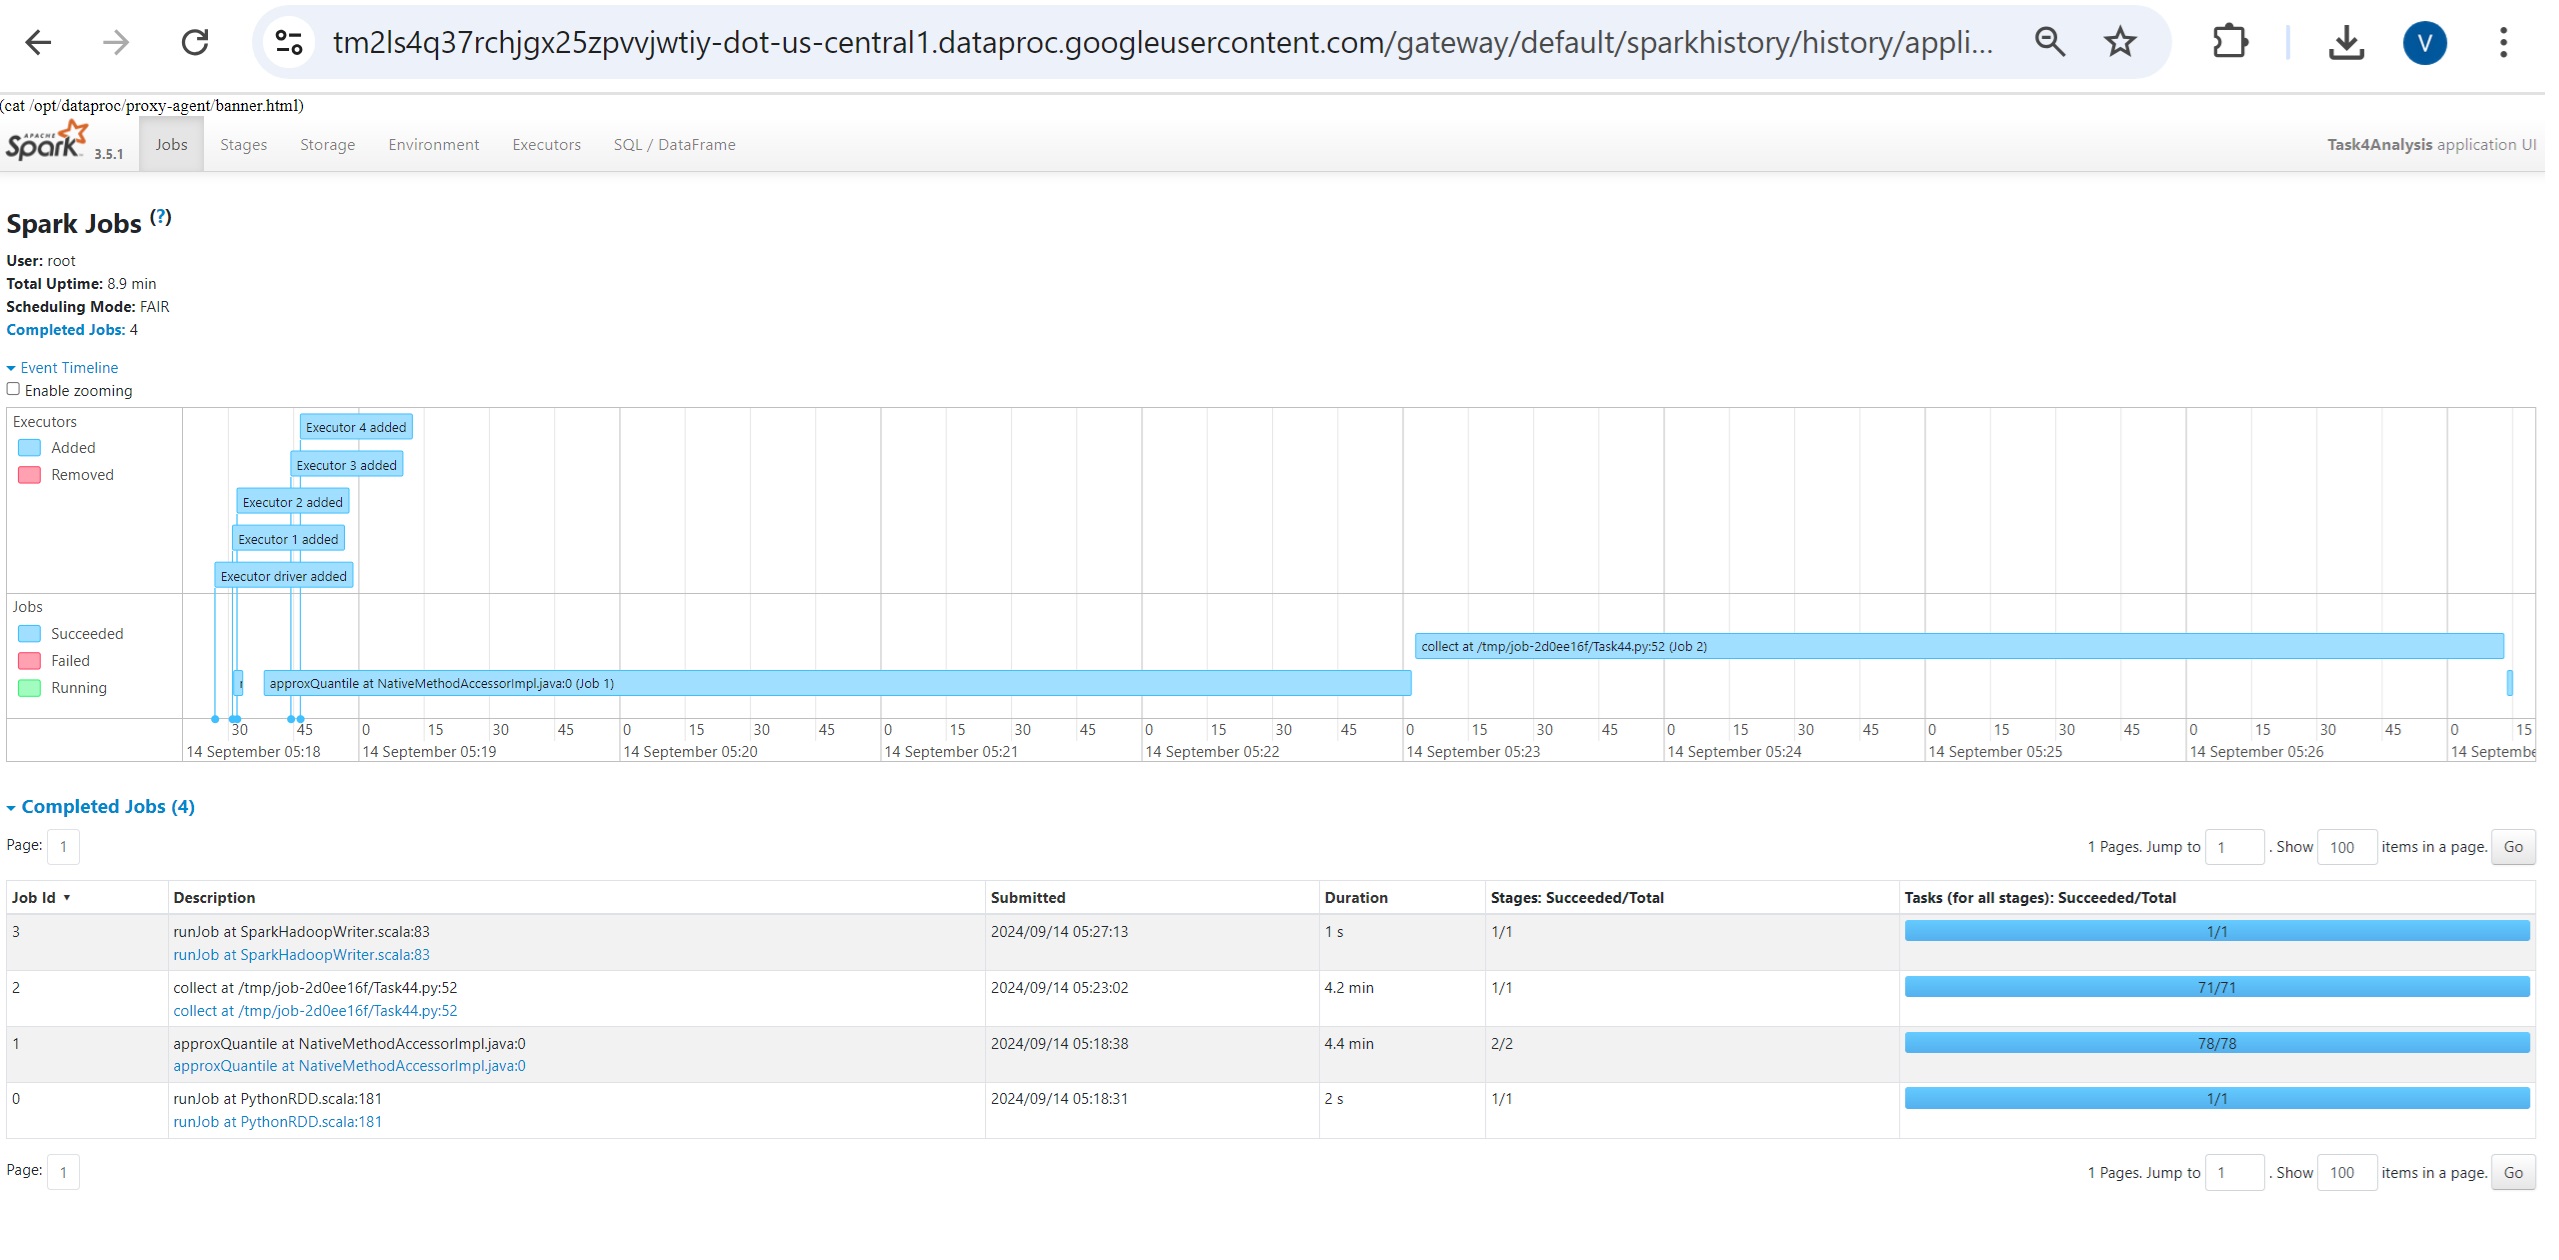 tm2ls4q37rchjgx25zpvvjwtiy-dot-us-central1.dataproc.googleusercontent.com/gateway/default/sparkhistory/history/appli...
V
(cat /opt/dataproc/proxy-agent/banner.html)
APACHE Spark 3.5.1 Jobs Stages Storage Environment Executors SQL / DataFrame Task4Analysis application UI
Spark Jobs (?)
User: root
Total Uptime: 8.9 min
Scheduling Mode: FAIR
Completed Jobs: 4
Event Timeline
Enable zooming
Executors
Added
Removed
Executor 4 added
Executor 3 added
Executor 2 added
Executor 1 added
Executor driver added
Jobs
Succeeded
Failed
Running
collect at /tmp/job-2d0ee16f/Task44.py:52 (Job 2)
r
approxQuantile at NativeMethodAccessorImpl.java:0 (Job 1)
30 45 0 15 30 45 0 15 30 45 0 15 30 45 0 15 30 45 0 15 30 45 0 15 30 45 0 15 30 45 0 15 30 45 0 15
14 September 05:18 14 September 05:19 14 September 05:20 14 September 05:21 14 September 05:22 14 September 05:23 14 September 05:24 14 September 05:25 14 September 05:26 14 Septembe
Completed Jobs (4)
Page: 1 1 Pages. Jump to 1 . Show 100 items in a page. Go
Job Id Description Submitted Duration Stages: Succeeded/Total Tasks (for all stages): Succeeded/Total
3 runJob at SparkHadoopWriter.scala:83 2024/09/14 05:27:13 1 s 1/1 1/1
runJob at SparkHadoopWriter.scala:83
2 collect at /tmp/job-2d0ee16f/Task44.py:52 2024/09/14 05:23:02 4.2 min 1/1 71/71
collect at /tmp/job-2d0ee16f/Task44.py:52
1 approxQuantile at NativeMethodAccessorImpl.java:0 2024/09/14 05:18:38 4.4 min 2/2 78/78
approxQuantile at NativeMethodAccessorImpl.java:0
0 runJob at PythonRDD.scala:181 2024/09/14 05:18:31 2 s 1/1 1/1
runJob at PythonRDD.scala:181
Page: 1 1 Pages. Jump to 1 . Show 100 items in a page. Go